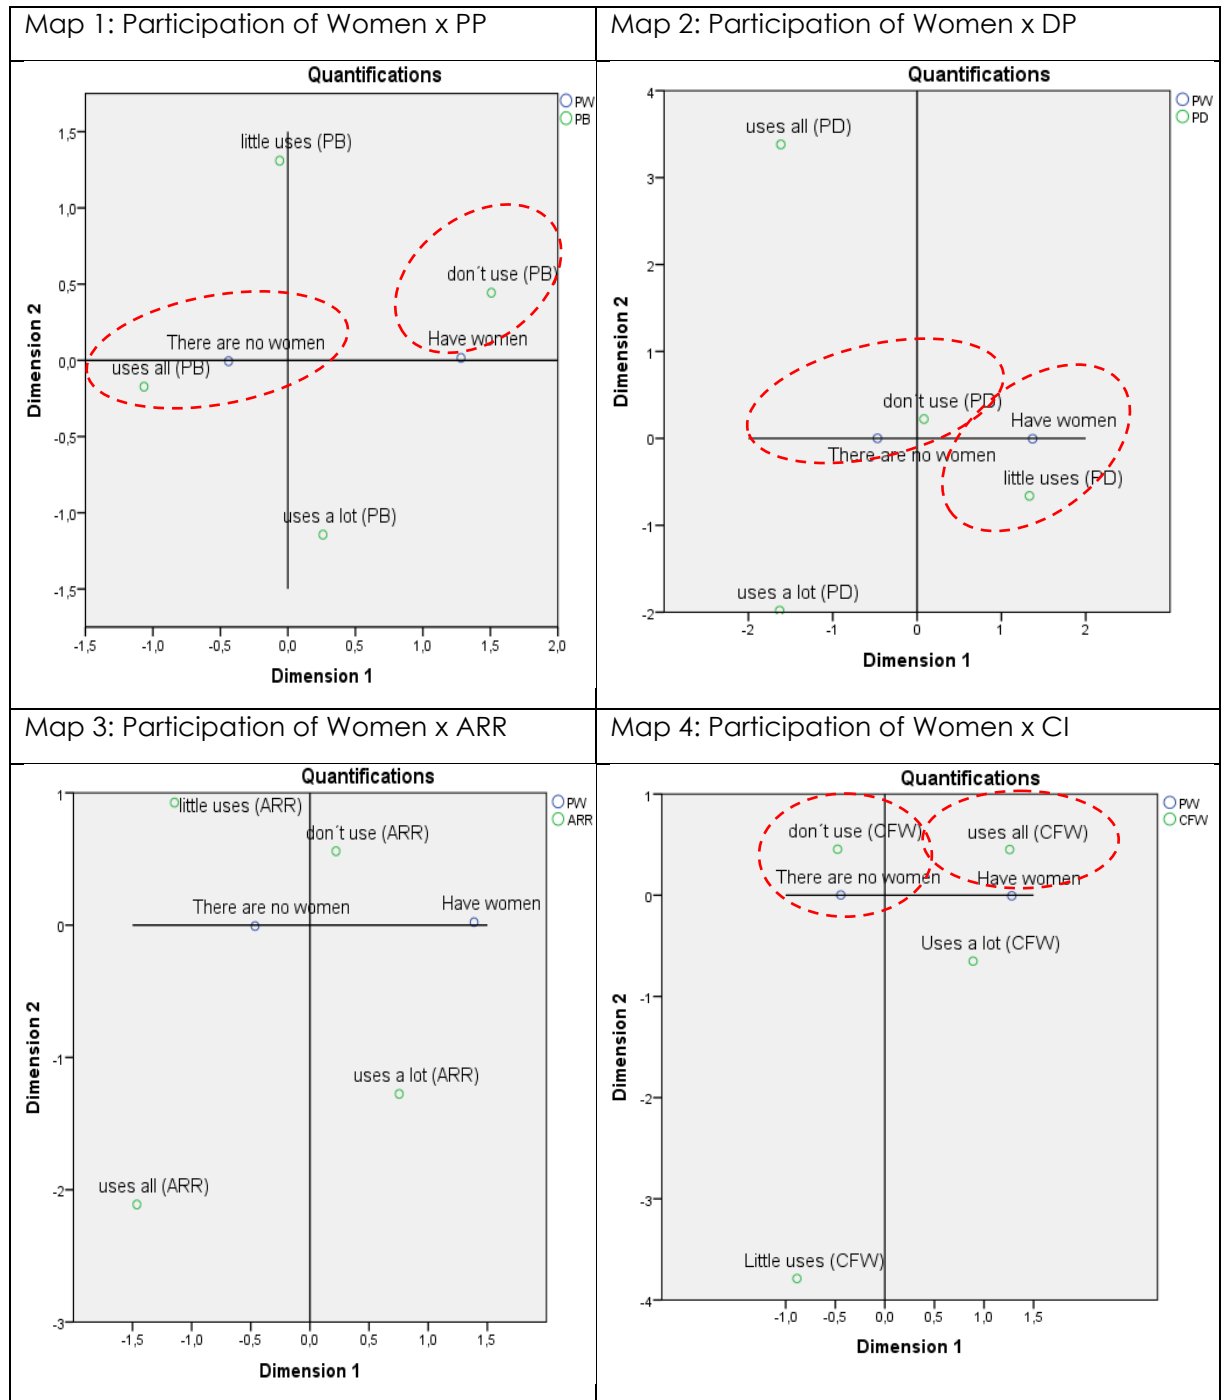 Map 1: Participation of Women x PP
Quantifications
PW
PB
1,5
1,0
0,5
0,0
-0,5
-1,0
-1,5
Dimension 2
little uses (PB)
don´t use (PB)
There are no women
Have women
uses all (PB)
uses a lot (PB)
-1,5 -1,0 -0,5 0,0 0,5 1,0 1,5 2,0
Dimension 1
Map 2: Participation of Women x DP
Quantifications
PW
PD
4
3
2
1
0
-1
-2
Dimension 2
uses all (PD)
don´t use (PD)
Have women
There are no women
little uses (PD)
uses a lot (PD)
-2 -1 0 1 2
Dimension 1
Map 3: Participation of Women x ARR
Quantifications
PW
ARR
1
0
-1
-2
-3
Dimension 2
little uses (ARR)
don´t use (ARR)
There are no women
Have women
uses a lot (ARR)
uses all (ARR)
-1,5 -1,0 -0,5 0,0 0,5 1,0 1,5
Dimension 1
Map 4: Participation of Women x CI
Quantifications
PW
CFW
1
0
-1
-2
-3
-4
Dimension 2
don´t use (CFW)
uses all (CFW)
There are no women
Have women
Uses a lot (CFW)
Little uses (CFW)
-1,0 -0,5 0,0 0,5 1,0 1,5
Dimension 1